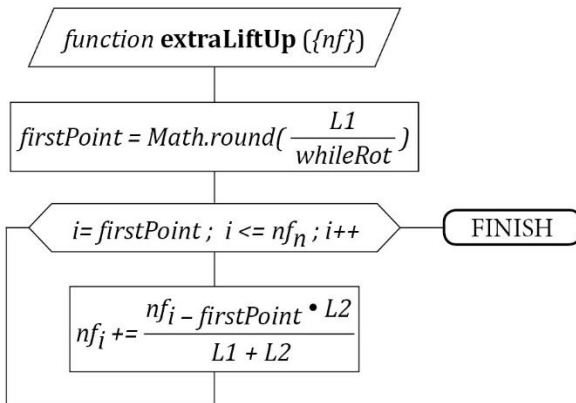 function extraLiftUp ({nf})
firstPoint = Math.round( L1 / whileRot )
i= firstPoint ; i <= nfn ; i++
FINISH
nfi += nfi – firstPoint • L2 / L1 + L2